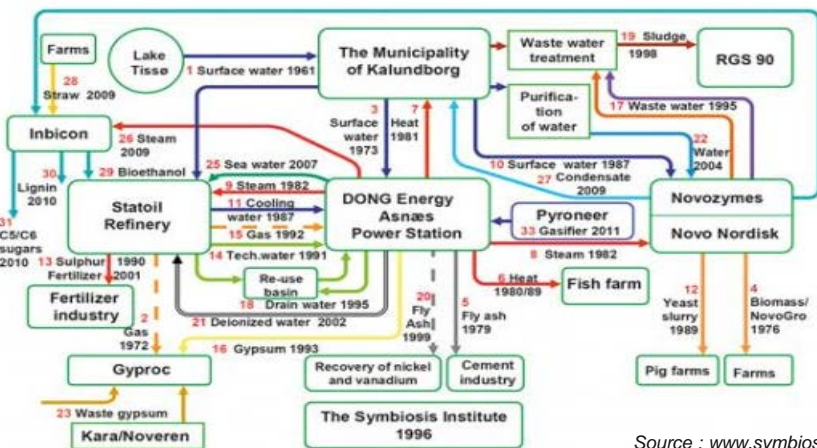 Farms
Lake
Tissø
The Municipality
of Kalundborg
Waste water
treatment
19 Sludge
1998
RGS 90
1 Surface water 1961
28
Straw 2009
Purifica-
tion
of water
17 Waste water 1995
Inbicon
26 Steam
2009
3
Surface
water
1973
7
Heat
1981
22
Water
2004
10 Surface water 1987
27 Condensate
2009
30
Lignin
2010
29 Bioethanol
25 Sea water 2007
9 Steam 1982
11 Cooling
water 1987
15 Gas 1992
14 Tech.water 1991
Statoil
Refinery
DONG Energy
Asnæs
Power Station
Pyroneer
33 Gasifier 2011
Novozymes
Novo Nordisk
8 Steam 1982
31
C5/C6
sugars
2010
13 Sulphur 1990
Fertilizer 2001
Fertilizer
industry
Re-use
basin
18 Drain water 1995
21 Deionized water 2002
6 Heat
1980/89
Fish farm
2
Gas
1972
16 Gypsum 1993
20
Fly
Ash
1999
5
Fly ash
1979
12
Yeast
slurry
1989
4
Biomass/
NovoGro
1976
Gyproc
Recovery of nickel
and vanadium
Cement
industry
Pig farms
Farms
23 Waste gypsum
Kara/Noveren
The Symbiosis Institute
1996
Source : www.symbios